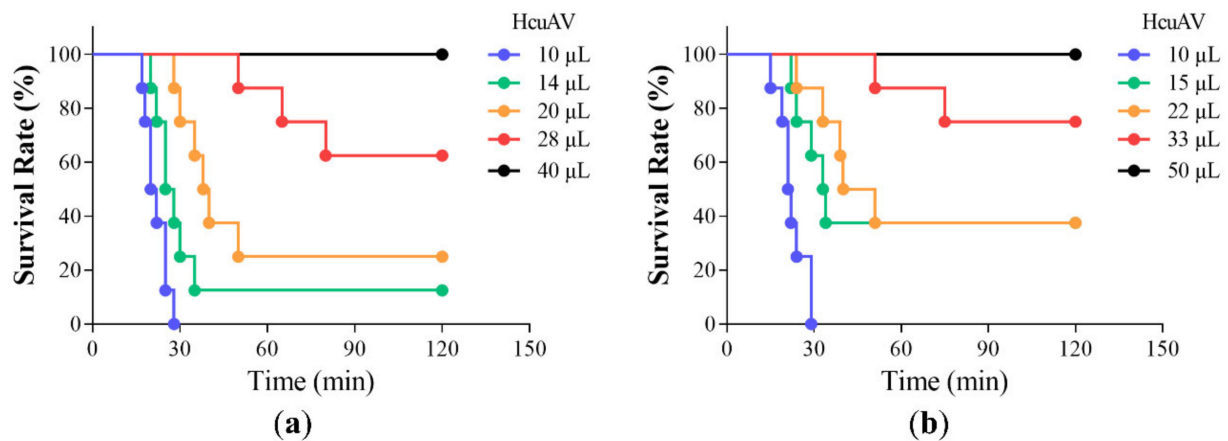 HcuAV
10 µL
14 µL
20 µL
28 µL
40 µL
Survival Rate (%)
100
80
60
40
20
0
0 30 60 90 120 150
Time (min)
(a)
HcuAV
10 µL
15 µL
22 µL
33 µL
50 µL
Survival Rate (%)
100
80
60
40
20
0
0 30 60 90 120 150
Time (min)
(b)